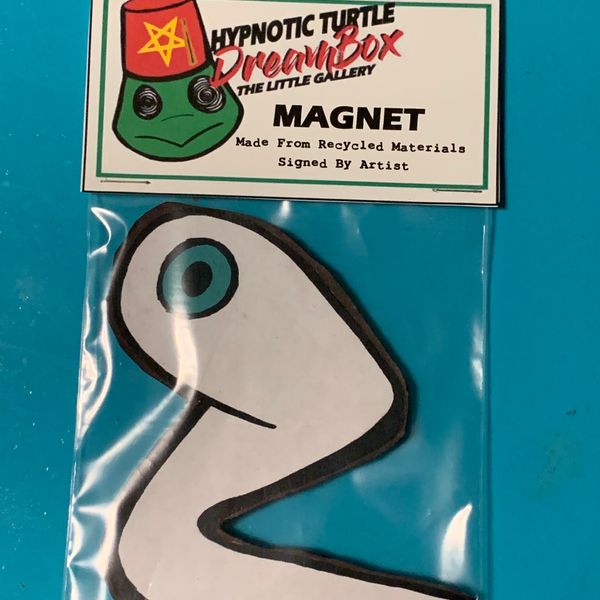 HYPNOTIC TURTLE
DreamBox
THE LITTLE GALLERY
MAGNET
Made From Recycled Materials
Signed By Artist